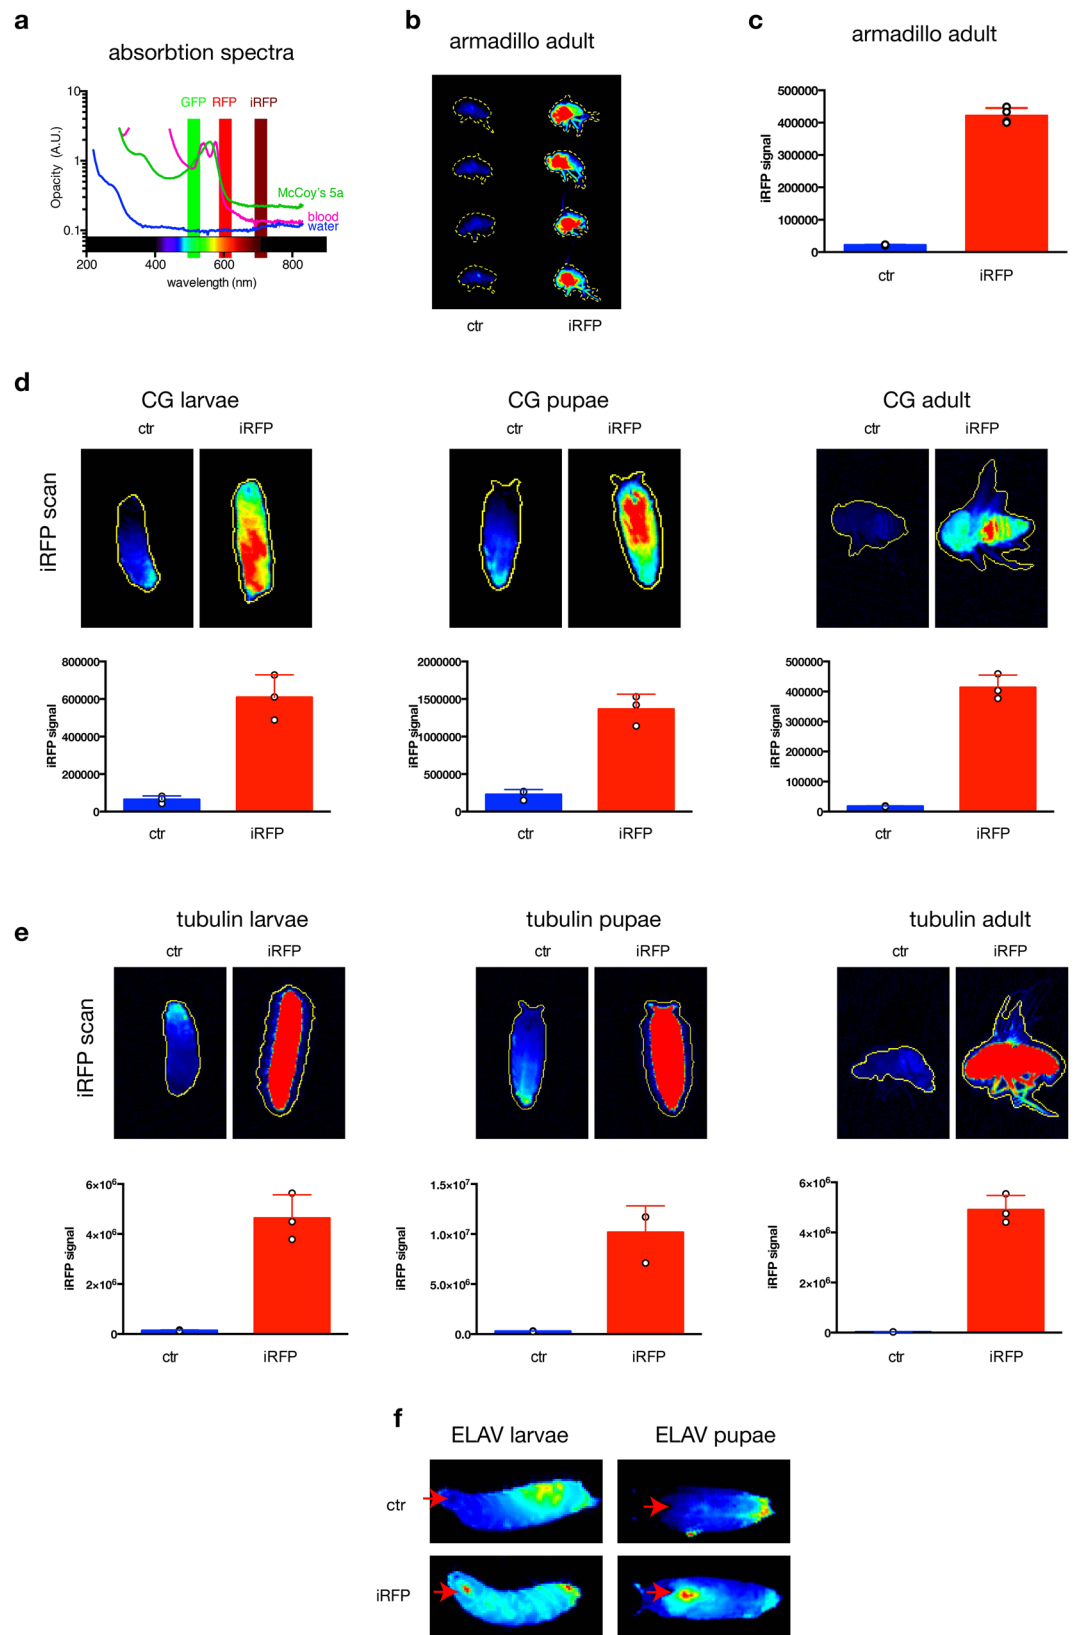 a
absorbtion spectra
10
1
0.1
Opacity (A.U.)
GFP RFP iRFP
McCoy's 5a
blood
water
200 400 600 800
wavelength (nm)
b
armadillo adult
ctr iRFP
c
armadillo adult
500000
400000
300000
200000
100000
0
iRFP signal
ctr iRFP
d
iRFP scan
CG larvae
ctr iRFP
800000
600000
400000
200000
0
iRFP signal
ctr iRFP
CG pupae
ctr iRFP
2000000
1500000
1000000
500000
0
iRFP signal
ctr iRFP
CG adult
ctr iRFP
500000
400000
300000
200000
100000
0
iRFP signal
ctr iRFP
e
iRFP scan
tubulin larvae
ctr iRFP
6×10⁶
4×10⁶
2×10⁶
0
iRFP signal
ctr iRFP
tubulin pupae
ctr iRFP
1.5×10⁷
1.0×10⁷
5.0×10⁶
0.0
iRFP signal
ctr iRFP
tubulin adult
ctr iRFP
6×10⁶
4×10⁶
2×10⁶
0
iRFP signal
ctr iRFP
f
ELAV larvae ELAV pupae
ctr
iRFP